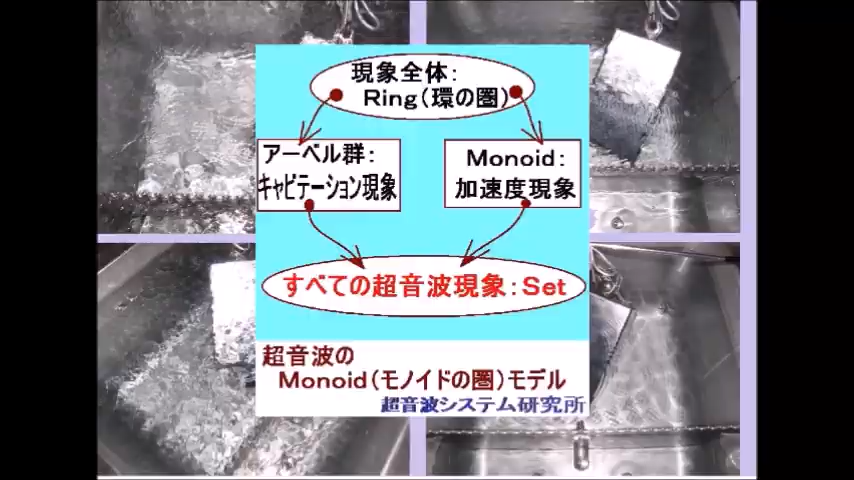 現象全体：
Ring（環の圏）
アーベル群：
キャビテーション現象
Monoid：
加速度現象
すべての超音波現象：Set
超音波の
Monoid（モノイドの圏）モデル
超音波システム研究所